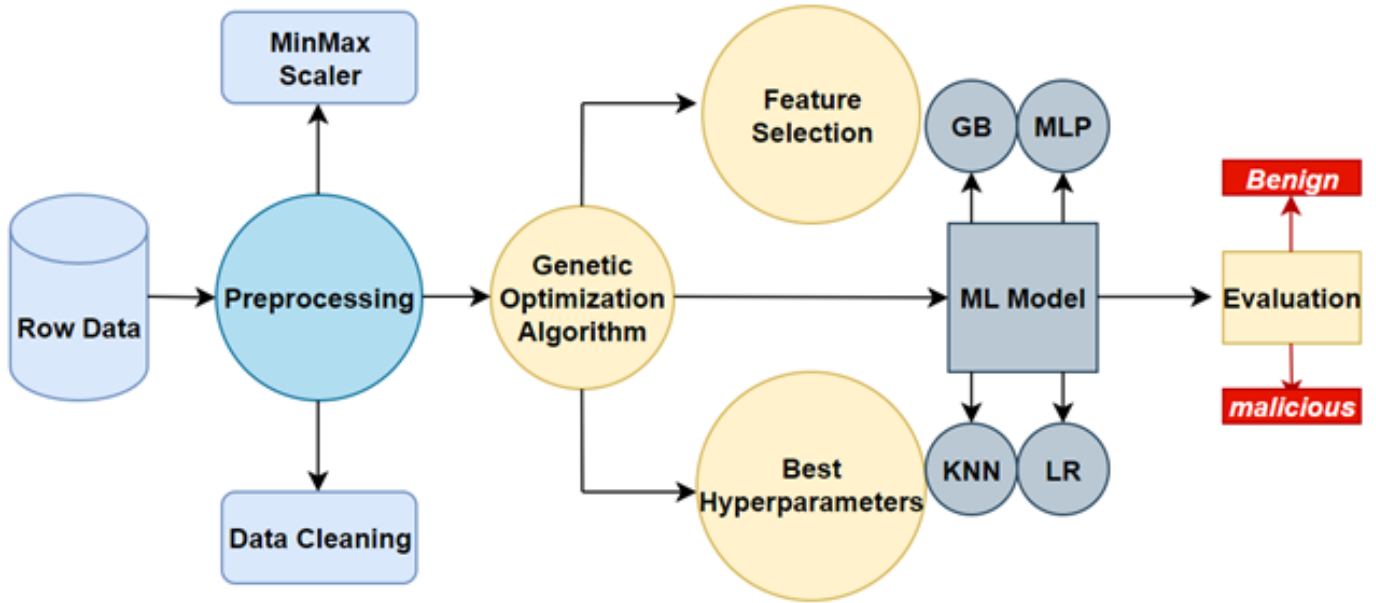 MinMax
Scaler
Feature
Selection
GB
MLP
Benign
Row Data
Preprocessing
Genetic
Optimization
Algorithm
ML Model
Evaluation
malicious
Best
Hyperparameters
KNN
LR
Data Cleaning